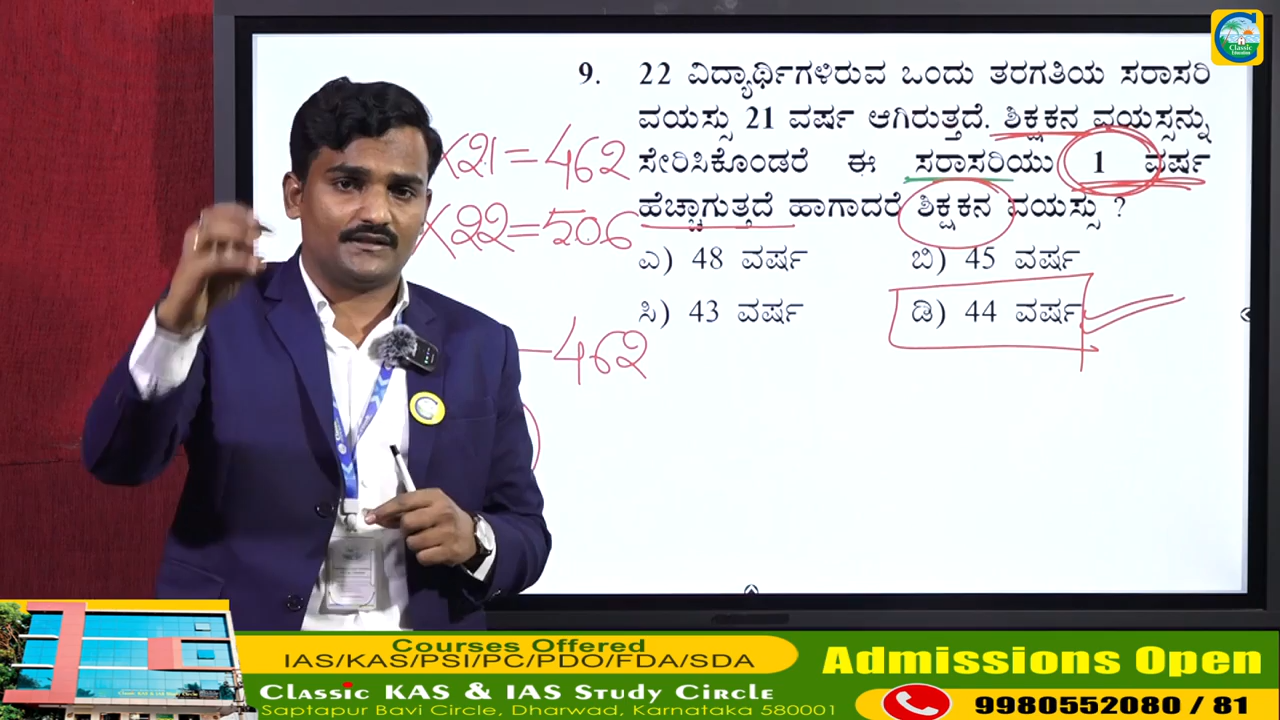 Classic
Education
9. 22 ವಿದ್ಯಾರ್ಥಿಗಳಿರುವ ಒಂದು ತರಗತಿಯ ಸರಾಸರಿ
ವಯಸ್ಸು 21 ವರ್ಷ ಆಗಿರುತ್ತದೆ. ಶಿಕ್ಷಕನ ವಯಸ್ಸನ್ನು
ಸೇರಿಸಿಕೊಂಡರೆ ಈ ಸರಾಸರಿಯು 1 ವರ್ಷ
ಹೆಚ್ಚಾಗುತ್ತದೆ ಹಾಗಾದರೆ ಶಿಕ್ಷಕನ ವಯಸ್ಸು ?
ಎ) 48 ವರ್ಷ ಬಿ) 45 ವರ್ಷ
ಸಿ) 43 ವರ್ಷ ಡಿ) 44 ವರ್ಷ
×21=462
×22=506
–462
Courses Offered
IAS/KAS/PSI/PC/PDO/FDA/SDA
Classic KAS & IAS Study Circle
Saptapur Bavi Circle, Dharwad, Karnataka 580001
Admissions Open
9980552080 / 81